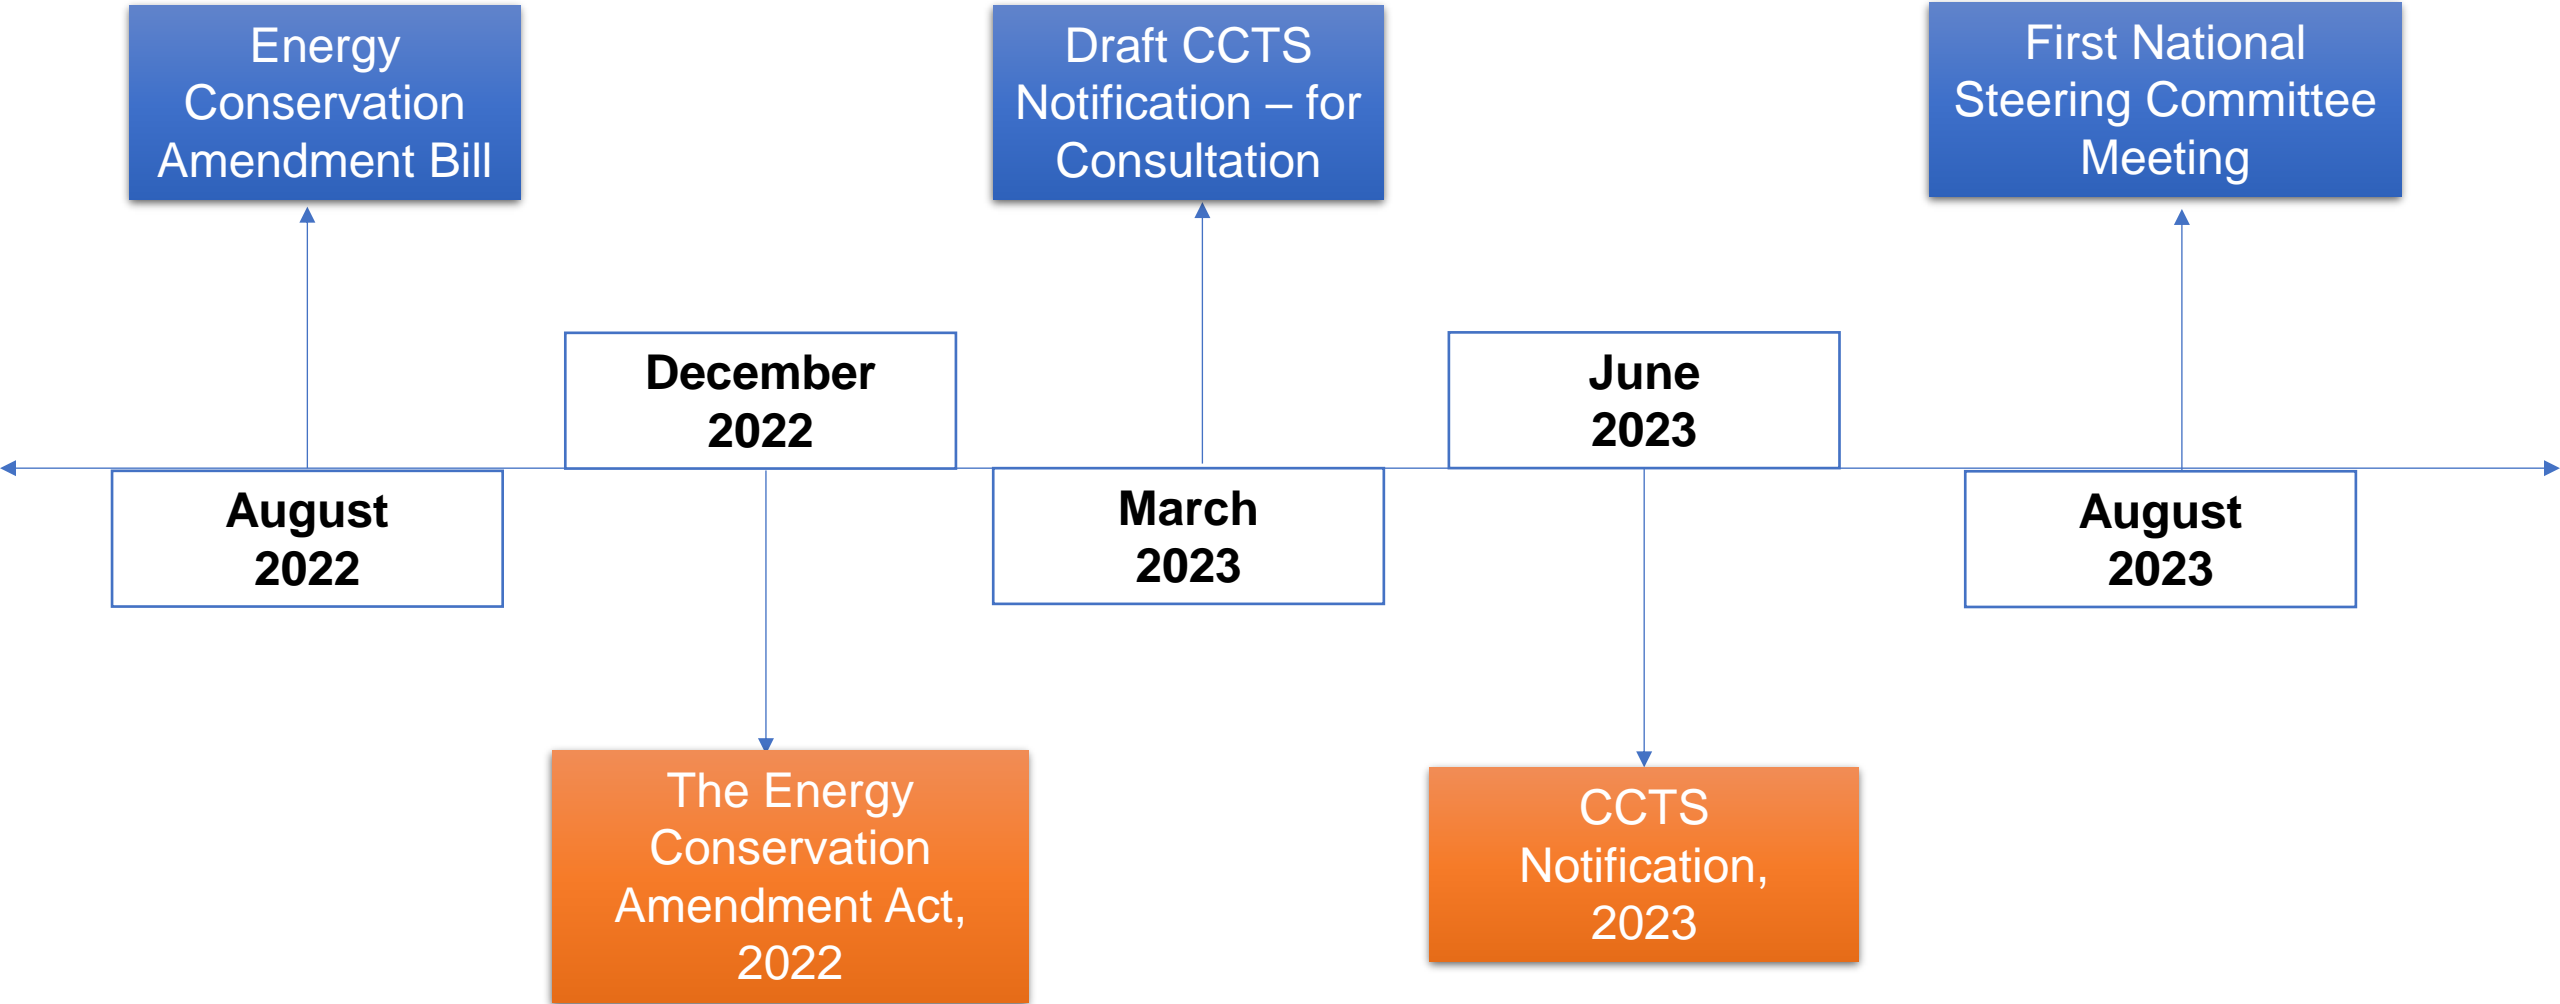 Energy
Conservation
Amendment Bill
Draft CCTS
Notification – for
Consultation
First National
Steering Committee
Meeting
December
2022
June
2023
August
2022
March
2023
August
2023
The Energy
Conservation
Amendment Act,
2022
CCTS
Notification,
2023